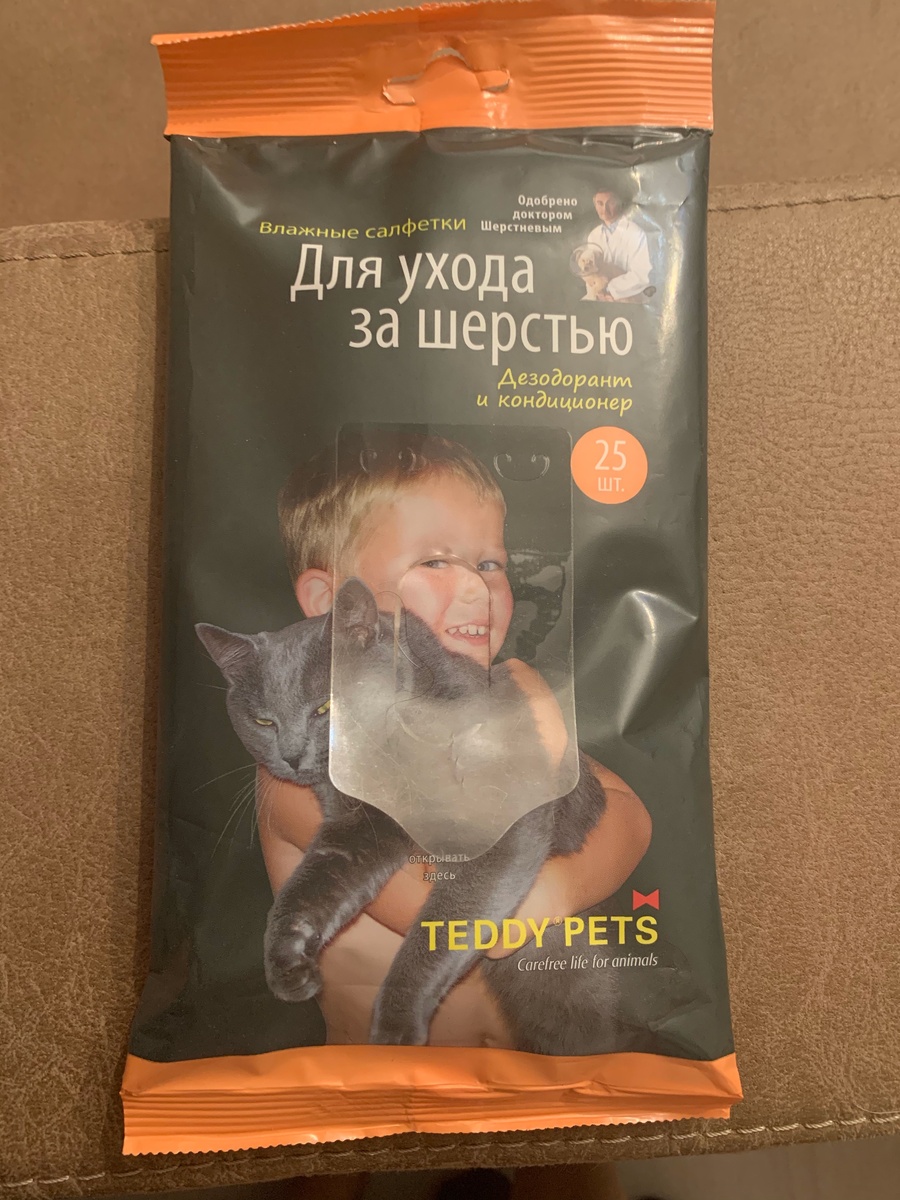 Одобрено
доктором
Шерстневым
Влажные салфетки
Для ухода
за шерстью
Дезодорант
и кондиционер
25
шт.
открывать
здесь
TEDDY® PETS
Carefree life for animals